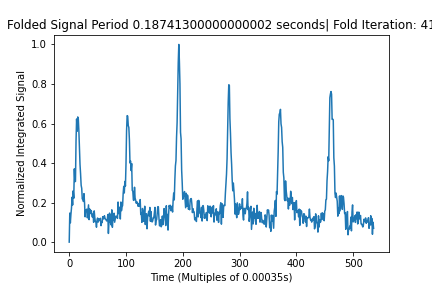 Folded Signal Period 0.18741300000000002 seconds| Fold Iteration: 41
1.0
0.8
0.6
0.4
0.2
0.0
Normalized Integrated Signal
0 100 200 300 400 500
Time (Multiples of 0.00035s)